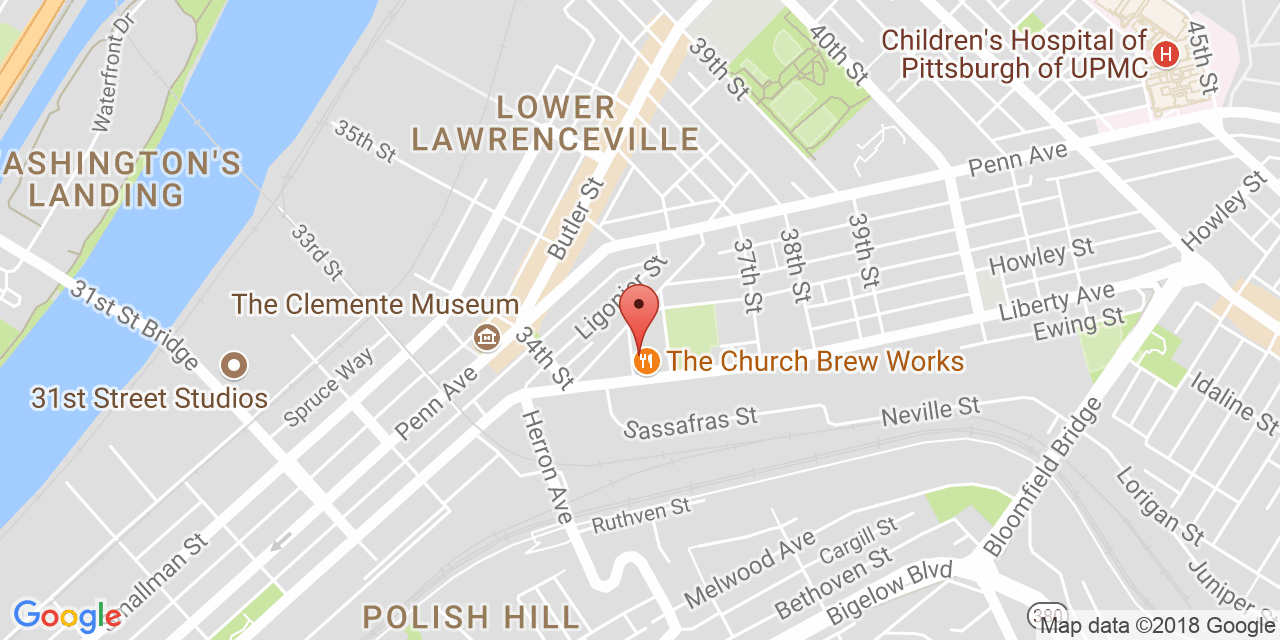 Waterfront Dr
39th St
40th St
Children's Hospital of
Pittsburgh of UPMC
H
45th St
LOWER
LAWRENCEVILLE
35th St
ASHINGTON'S
LANDING
Penn Ave
Butler St
Howley St
33rd St
37th St
38th St
39th St
Howley St
Ligonier St
31st St Bridge
The Clemente Museum
Liberty Ave
Ewing St
34th St
The Church Brew Works
Spruce Way
31st Street Studios
Penn Ave
Sassafras St
Neville St
Idaline St
Herron Ave
Bloomfield Bridge
Lorigan St
Ruthven St
Melwood Ave
Cargill St
Bethoven St
Bigelow Blvd
Juniper St
mallman St
Google
POLISH HILL
380
Map data ©2018 Google